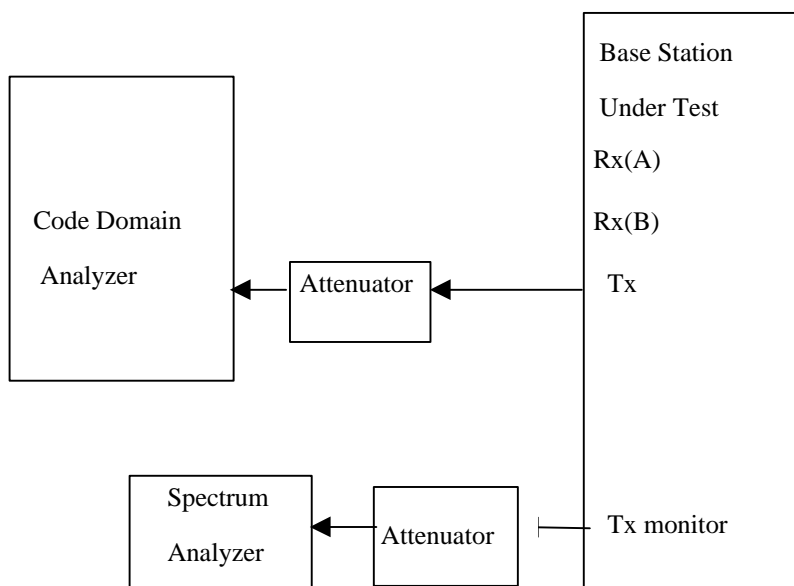 Base Station
Under Test
Rx(A)
Rx(B)
Tx
Code Domain
Analyzer
Attenuator
Spectrum
Analyzer
Attenuator
Tx monitor